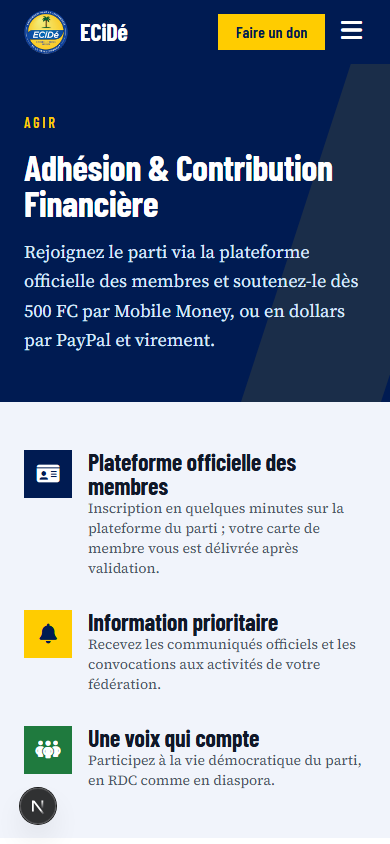 ECiDé
ECiDé
Faire un don
AGIR
Adhésion & Contribution
Financière
Rejoignez le parti via la plateforme
officielle des membres et soutenez-le dès
500 FC par Mobile Money, ou en dollars
par PayPal et virement.
Plateforme officielle des
membres
Inscription en quelques minutes sur la
plateforme du parti ; votre carte de
membre vous est délivrée après
validation.
Information prioritaire
Recevez les communiqués officiels et les
convocations aux activités de votre
fédération.
Une voix qui compte
Participez à la vie démocratique du parti,
en RDC comme en diaspora.
N